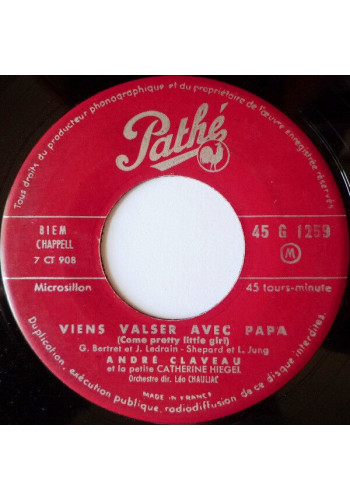 Tous droits du producteur phonographique et du propriétaire de l'œuvre enregistrée réservés
Pathé
BIEM
CHAPPELL
7 CT 908
45 G 1259
M
Microsillon
45 tours-minute
VIENS VALSER AVEC PAPA
(Come pretty little girl)
G. Bertret et J. Ledrain - Shepard et L. Jung
ANDRÉ CLAVEAU
et la petite CATHERINE HIEGEL
Orchestre dir. Léo CHAULIAC
MADE IN FRANCE
Duplication, exécution publique, radiodiffusion de ce disque interdites